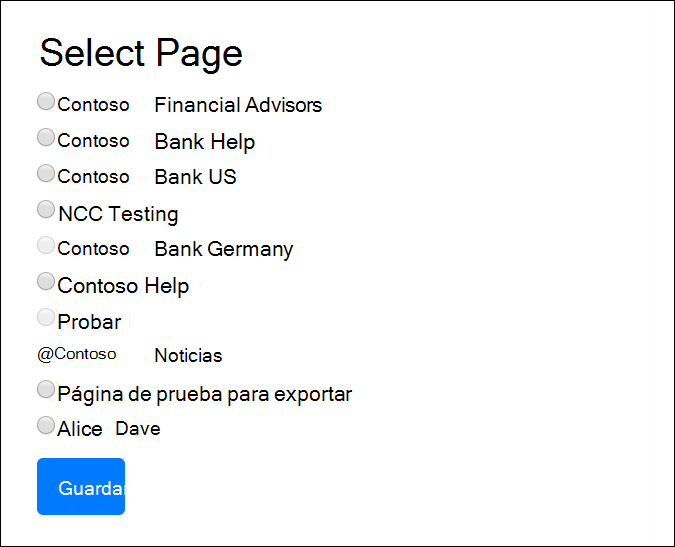 Select Page
Contoso Financial Advisors
Contoso Bank Help
Contoso Bank US
NCC Testing
Contoso Bank Germany
Contoso Help
Probar
@Contoso Noticias
Página de prueba para exportar
Alice Dave
Guardar